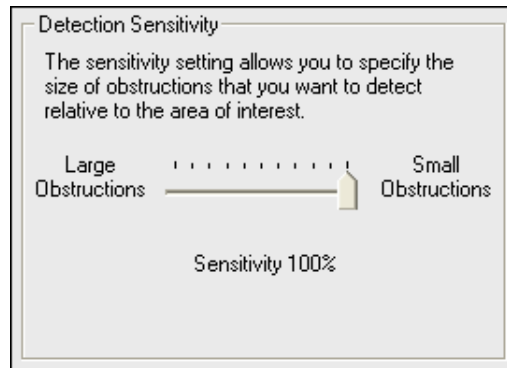 Detection Sensitivity
The sensitivity setting allows you to specify the
size of obstructions that you want to detect
relative to the area of interest.
Large
Obstructions
Small
Obstructions
Sensitivity 100%